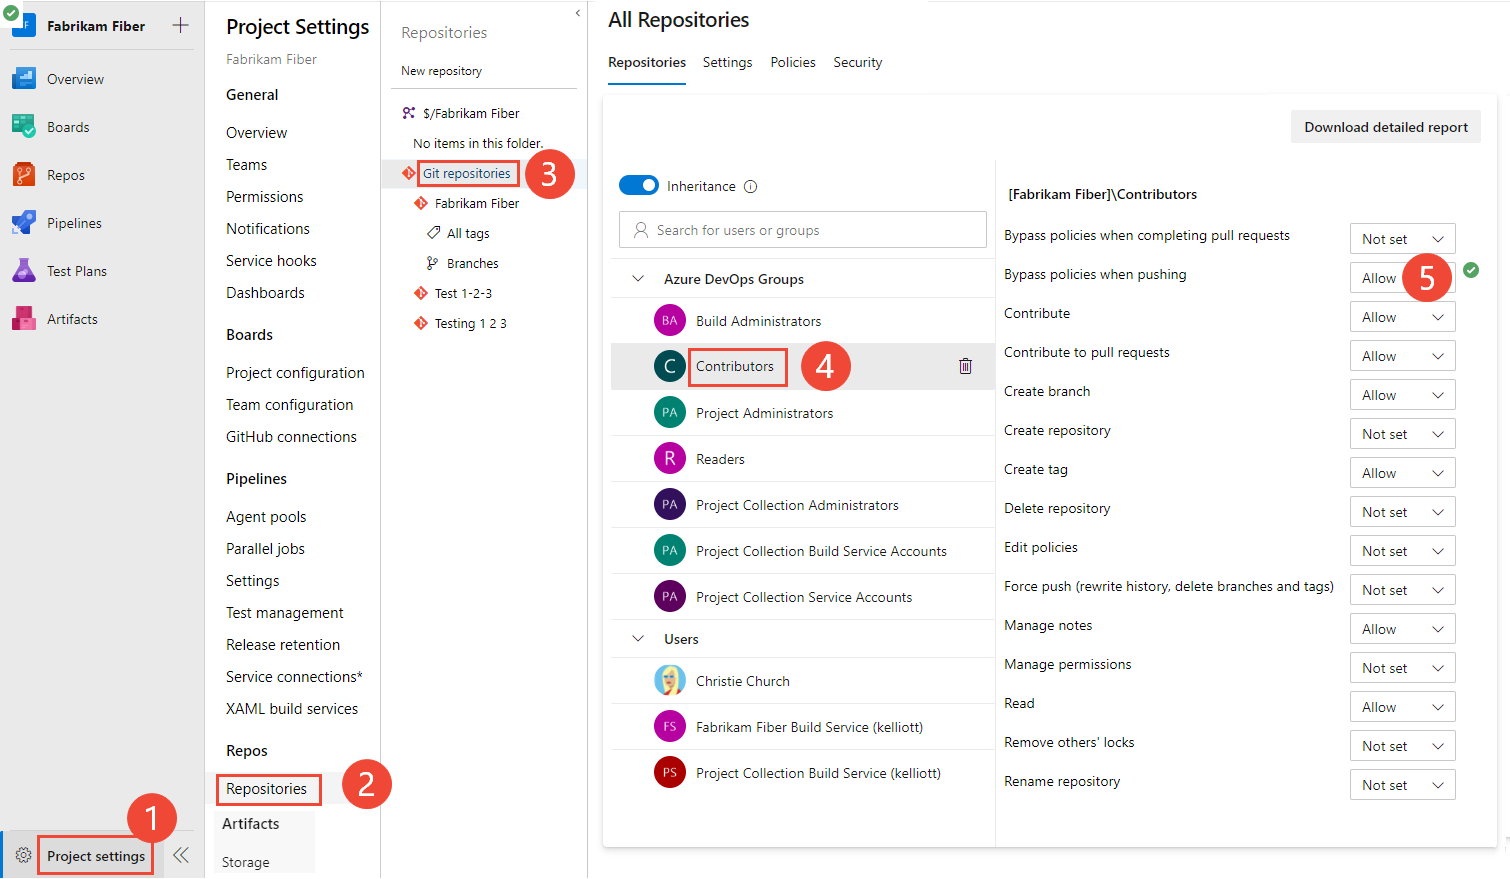 F
Fabrikam Fiber
Overview
Boards
Repos
Pipelines
Test Plans
Artifacts
1
Project settings
Project Settings
Fabrikam Fiber
General
Overview
Teams
Permissions
Notifications
Service hooks
Dashboards
Boards
Project configuration
Team configuration
GitHub connections
Pipelines
Agent pools
Parallel jobs
Settings
Test management
Release retention
Service connections*
XAML build services
Repos
Repositories
2
Artifacts
Storage
Repositories
New repository
$/Fabrikam Fiber
No items in this folder.
Git repositories
3
Fabrikam Fiber
All tags
Branches
Test 1-2-3
Testing 1 2 3
All Repositories
Repositories Settings Policies Security
Download detailed report
Inheritance
Search for users or groups
Azure DevOps Groups
BA Build Administrators
C Contributors 4
PA Project Administrators
R Readers
PA Project Collection Administrators
PA Project Collection Build Service Accounts
PA Project Collection Service Accounts
Users
Christie Church
FS Fabrikam Fiber Build Service (kelliott)
PS Project Collection Build Service (kelliott)
[Fabrikam Fiber]\Contributors
Bypass policies when completing pull requests Not set
Bypass policies when pushing Allow 5
Contribute Allow
Contribute to pull requests Allow
Create branch Allow
Create repository Not set
Create tag Allow
Delete repository Not set
Edit policies Not set
Force push (rewrite history, delete branches and tags) Not set
Manage notes Allow
Manage permissions Not set
Read Allow
Remove others' locks Not set
Rename repository Not set